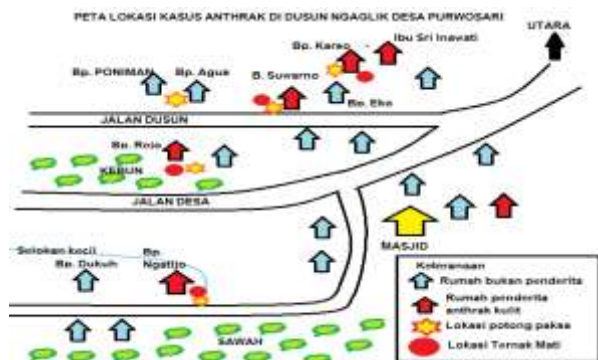 PETA LOKASI KASUS ANTHRAK DI DUSUN NGAGLIK DESA PURWOSARI
UTARA
Ibu Sri Inawati
Bp. Karso
Bp. PONIMAN
Bp. Agus
B. Suwarno
Bp. Eko
JALAN DUSUN
Bp. Rojo
KEBUN
JALAN DESA
MASJID
Selokan kecil
Bp. Dukuh
Bp. Ngatijo
SAWAH
Keterangan
Rumah bukan penderita
Rumah penderita
anthrak kulit
Lokasi potong paksa
Lokasi Ternak Mati